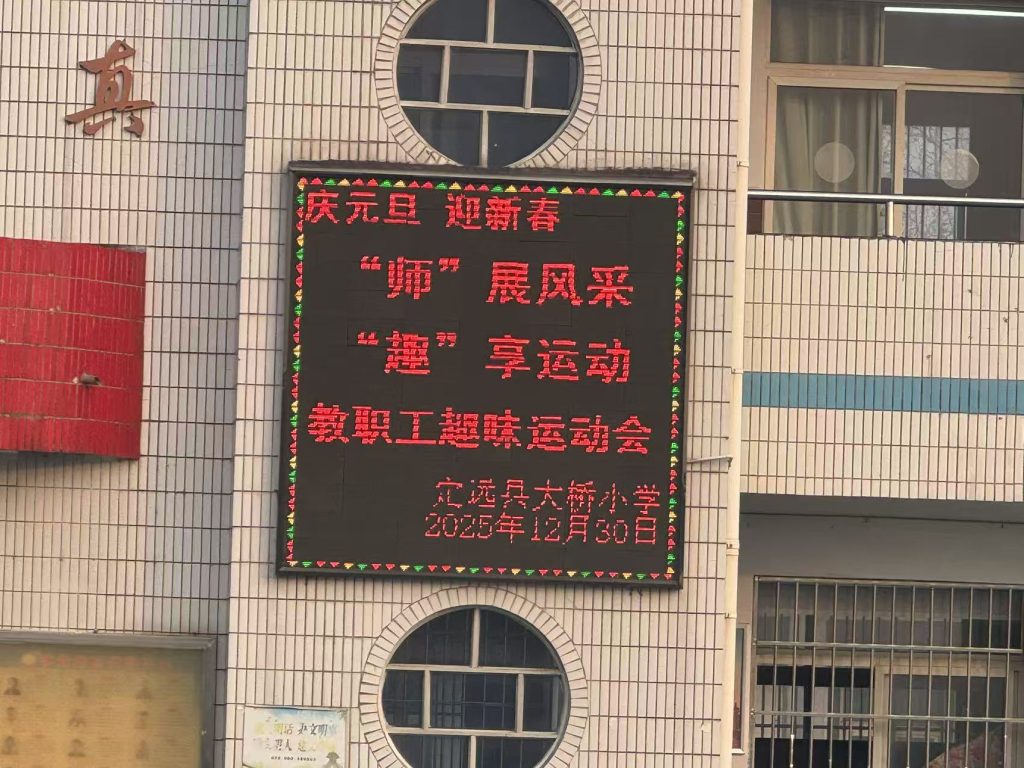 真
庆元旦 迎新春
“师”展风采
“趣”享运动
教职工趣味运动会
定远县大桥小学
2025年12月30日